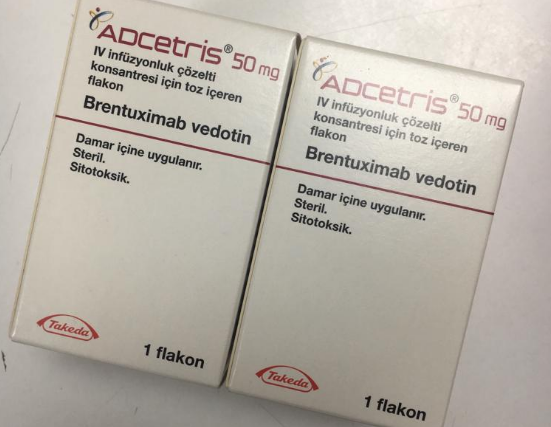 ADCETRIS® 50 mg
IV infüzyonluk çözelti
konsantresi için toz içeren
flakon
Brentuximab vedotin
Damar içine uygulanır.
Steril.
Sitotoksik.
Takeda
1 flakon
ADCETRIS® 50 mg
IV infüzyonluk çözelti
konsantresi için toz içeren
flakon
Brentuximab vedotin
Damar içine uygulanır.
Steril.
Sitotoksik.
Takeda
1 flakon